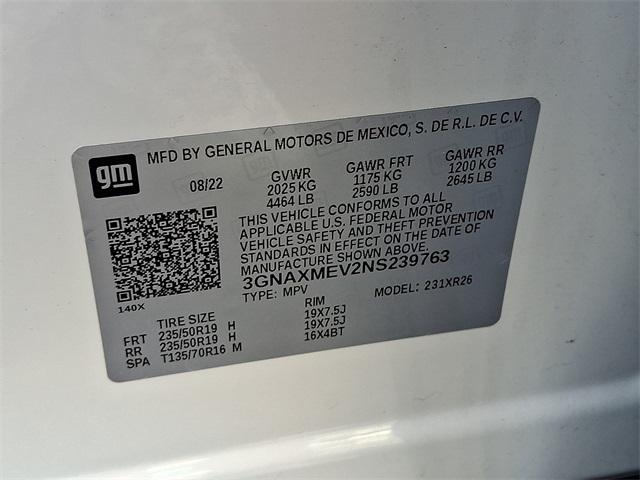 gm
MFD BY GENERAL MOTORS DE MEXICO, S. DE R.L. DE C.V.
08/22 GVWR GAWR FRT GAWR RR
2025 KG 1175 KG 1200 KG
4464 LB 2590 LB 2645 LB
THIS VEHICLE CONFORMS TO ALL
APPLICABLE U.S. FEDERAL MOTOR
VEHICLE SAFETY AND THEFT PREVENTION
STANDARDS IN EFFECT ON THE DATE OF
MANUFACTURE SHOWN ABOVE.
3GNAXMEV2NS239763
TYPE: MPV MODEL: 231XR26
140X
TIRE SIZE RIM
FRT 235/50R19 H 19X7.5J
RR 235/50R19 H 19X7.5J
SPA T135/70R16 M 16X4BT